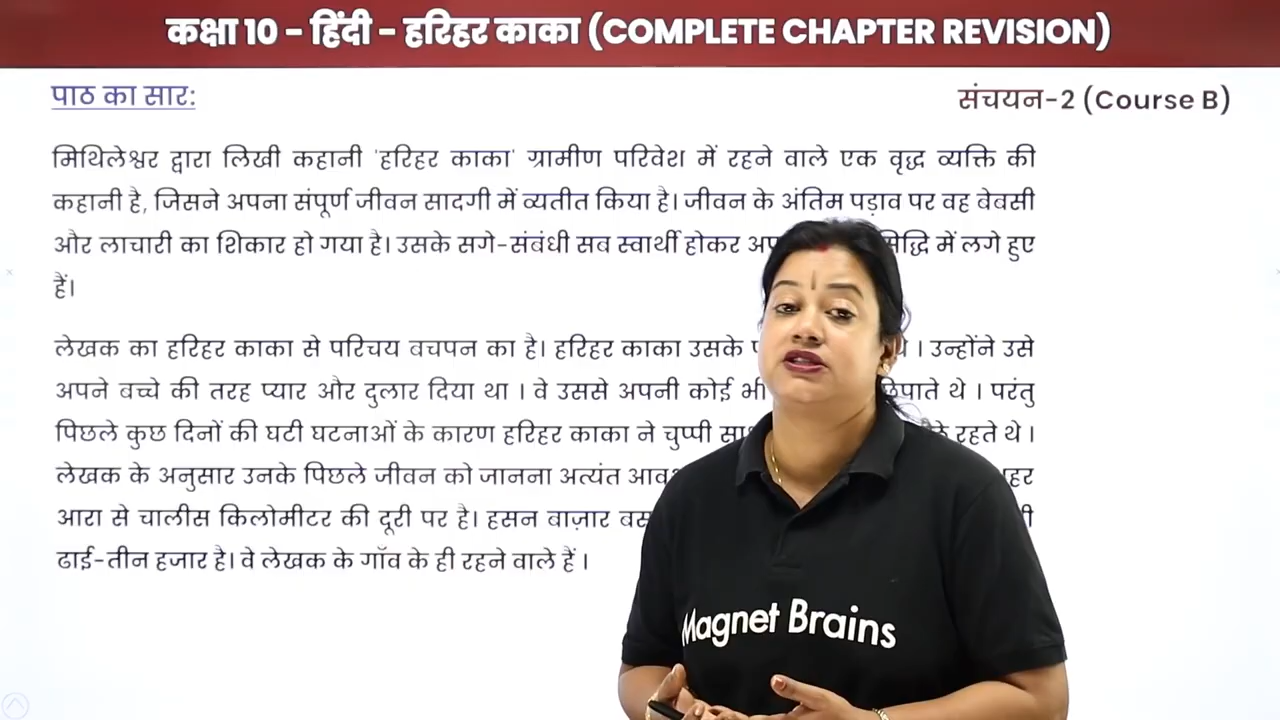 कक्षा 10 - हिंदी - हरिहर काका (COMPLETE CHAPTER REVISION)
पाठ का सार:
संचयन-2 (Course B)
मिथिलेश्वर द्वारा लिखी कहानी 'हरिहर काका' ग्रामीण परिवेश में रहने वाले एक वृद्ध व्यक्ति की
कहानी है, जिसने अपना संपूर्ण जीवन सादगी में व्यतीत किया है। जीवन के अंतिम पड़ाव पर वह बेबसी
और लाचारी का शिकार हो गया है। उसके सगे-संबंधी सब स्वार्थी होकर में लगे हुए
हैं।
लेखक का हरिहर काका से परिचय बचपन का है। हरिहर काका उसके । उन्होंने उसे
अपने बच्चे की तरह प्यार और दुलार दिया था । वे उससे अपनी कोई भी थे । परंतु
पिछले कुछ दिनों की घटी घटनाओं के कारण हरिहर काका ने चुप्पी रहते थे ।
लेखक के अनुसार उनके पिछले जीवन को जानना अत्यंत
आरा से चालीस किलोमीटर की दूरी पर है। हसन बाज़ार
ढाई-तीन हजार है। वे लेखक के गाँव के ही रहने वाले हैं ।
Magnet Brains